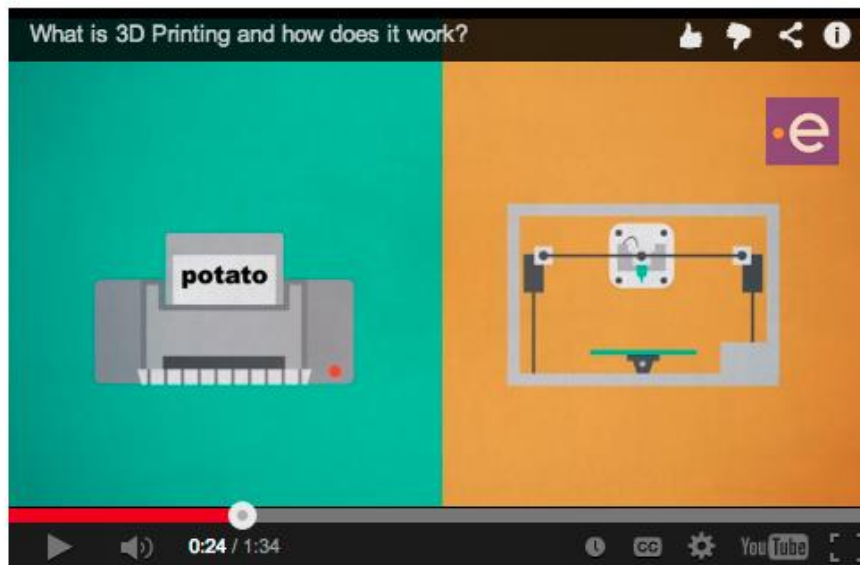 What is 3D Printing and how does it work?
e
potato
0:24 / 1:34
CC
YouTube